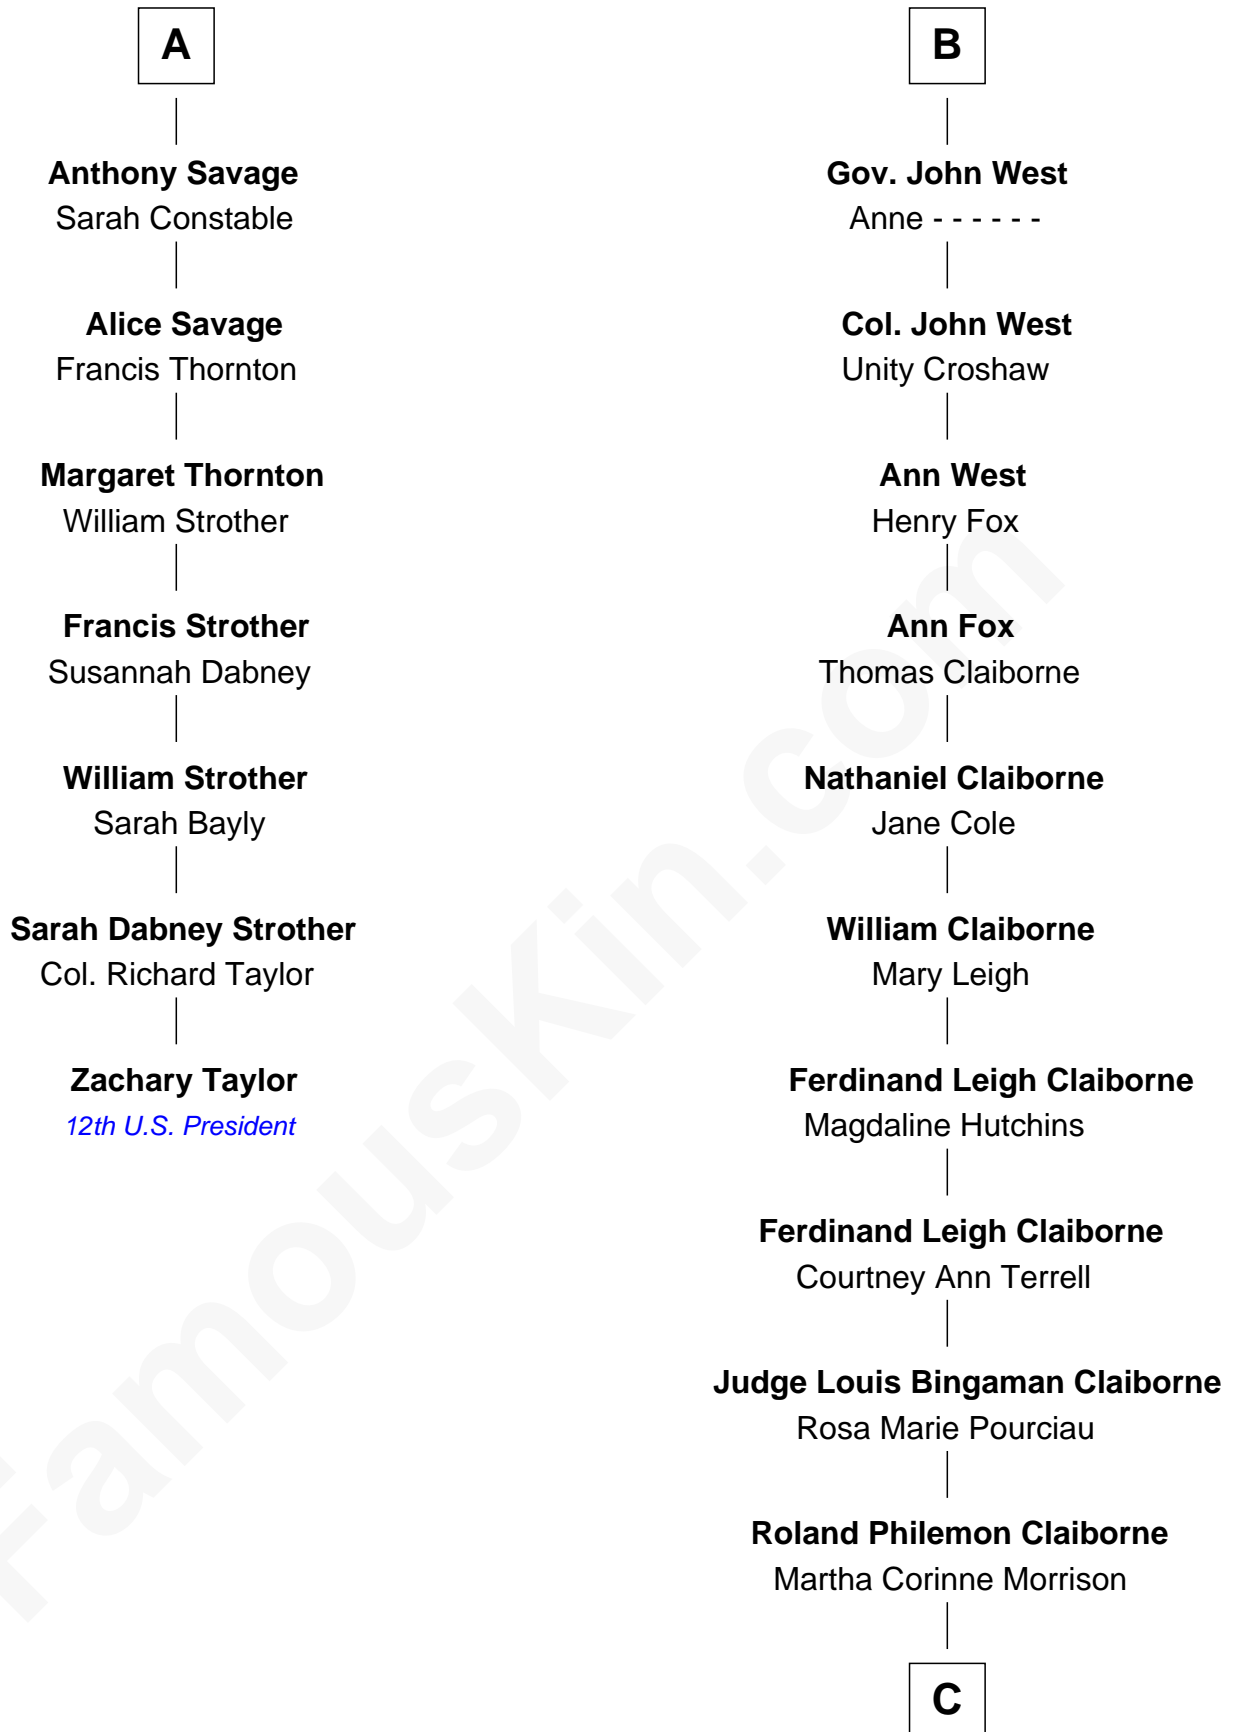 A
Anthony Savage
Sarah Constable
Alice Savage
Francis Thornton
Margaret Thornton
William Strother
Francis Strother
Susannah Dabney
William Strother
Sarah Bayly
Sarah Dabney Strother
Col. Richard Taylor
Zachary Taylor
12th U.S. President
B
Gov. John West
Anne - - - - - -
Col. John West
Unity Croshaw
Ann West
Henry Fox
Ann Fox
Thomas Claiborne
Nathaniel Claiborne
Jane Cole
William Claiborne
Mary Leigh
Ferdinand Leigh Claiborne
Magdaline Hutchins
Ferdinand Leigh Claiborne
Courtney Ann Terrell
Judge Louis Bingaman Claiborne
Rosa Marie Pourciau
Roland Philemon Claiborne
Martha Corinne Morrison
C
FamousKin.com